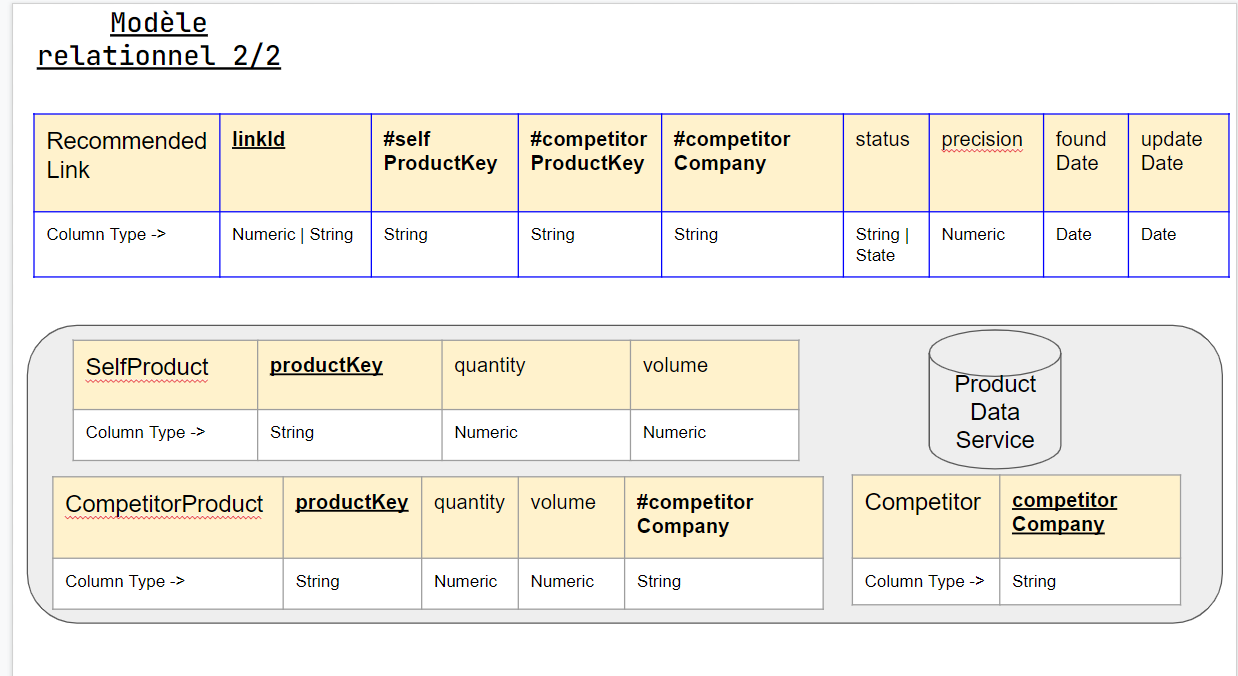 Modèle
relationnel 2/2
Recommended Link linkId #self ProductKey #competitor ProductKey #competitor Company status precision found Date update Date
Column Type -> Numeric | String String String String String | State Numeric Date Date
SelfProduct productKey quantity volume
Column Type -> String Numeric Numeric
Product
Data
Service
CompetitorProduct productKey quantity volume #competitor Company
Column Type -> String Numeric Numeric String
Competitor competitor Company
Column Type -> String